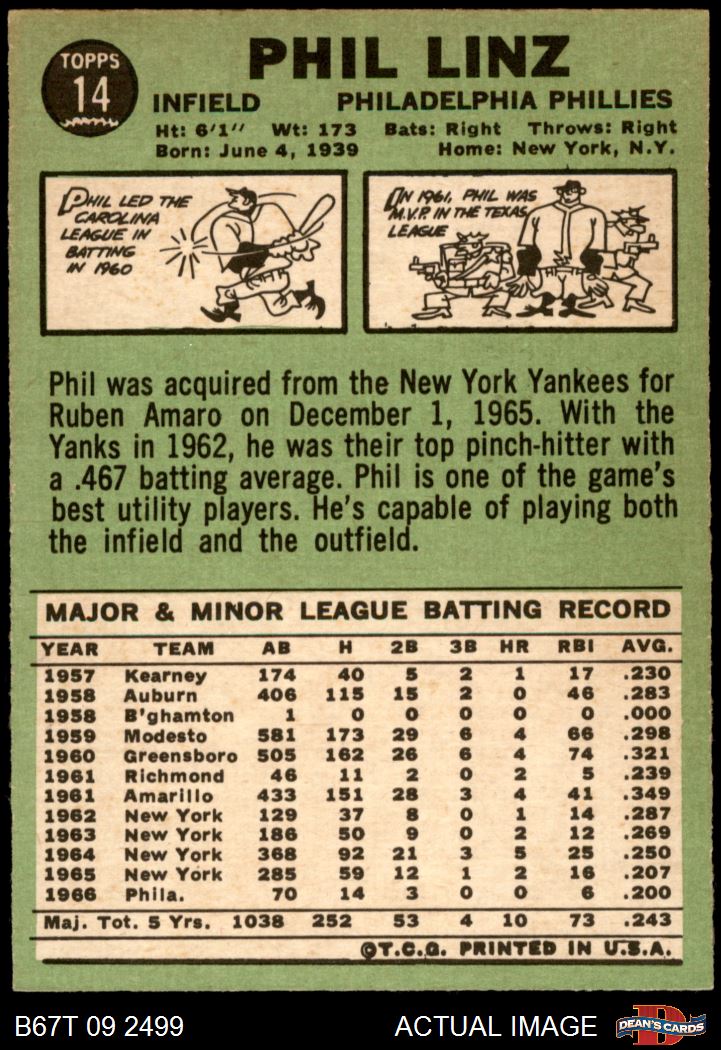 TOPPS
14
PHIL LINZ
INFIELD PHILADELPHIA PHILLIES
Ht: 6'1" Wt: 173 Bats: Right Throws: Right
Born: June 4, 1939 Home: New York, N.Y.
PHIL LED THE
CAROLINA
LEAGUE IN
BATTING
IN 1960
IN 1961, PHIL WAS
M.V.P. IN THE TEXAS
LEAGUE
Phil was acquired from the New York Yankees for
Ruben Amaro on December 1, 1965. With the
Yanks in 1962, he was their top pinch-hitter with
a .467 batting average. Phil is one of the game's
best utility players. He's capable of playing both
the infield and the outfield.
MAJOR & MINOR LEAGUE BATTING RECORD
YEAR TEAM AB H 2B 3B HR RBI AVG.
1957 Kearney 174 40 5 2 1 17 .230
1958 Auburn 406 115 15 2 0 46 .283
1958 B'ghamton 1 0 0 0 0 0 .000
1959 Modesto 581 173 29 6 4 66 .298
1960 Greensboro 505 162 26 6 4 74 .321
1961 Richmond 46 11 2 0 2 5 .239
1961 Amarillo 433 151 28 3 4 41 .349
1962 New York 129 37 8 0 1 14 .287
1963 New York 186 50 9 0 2 12 .269
1964 New York 368 92 21 3 5 25 .250
1965 New York 285 59 12 1 2 16 .207
1966 Phila. 70 14 3 0 0 6 .200
Maj. Tot. 5 Yrs. 1038 252 53 4 10 73 .243
©T.C.G. PRINTED IN U.S.A.
B67T 09 2499 ACTUAL IMAGE DEAN'S CARDS